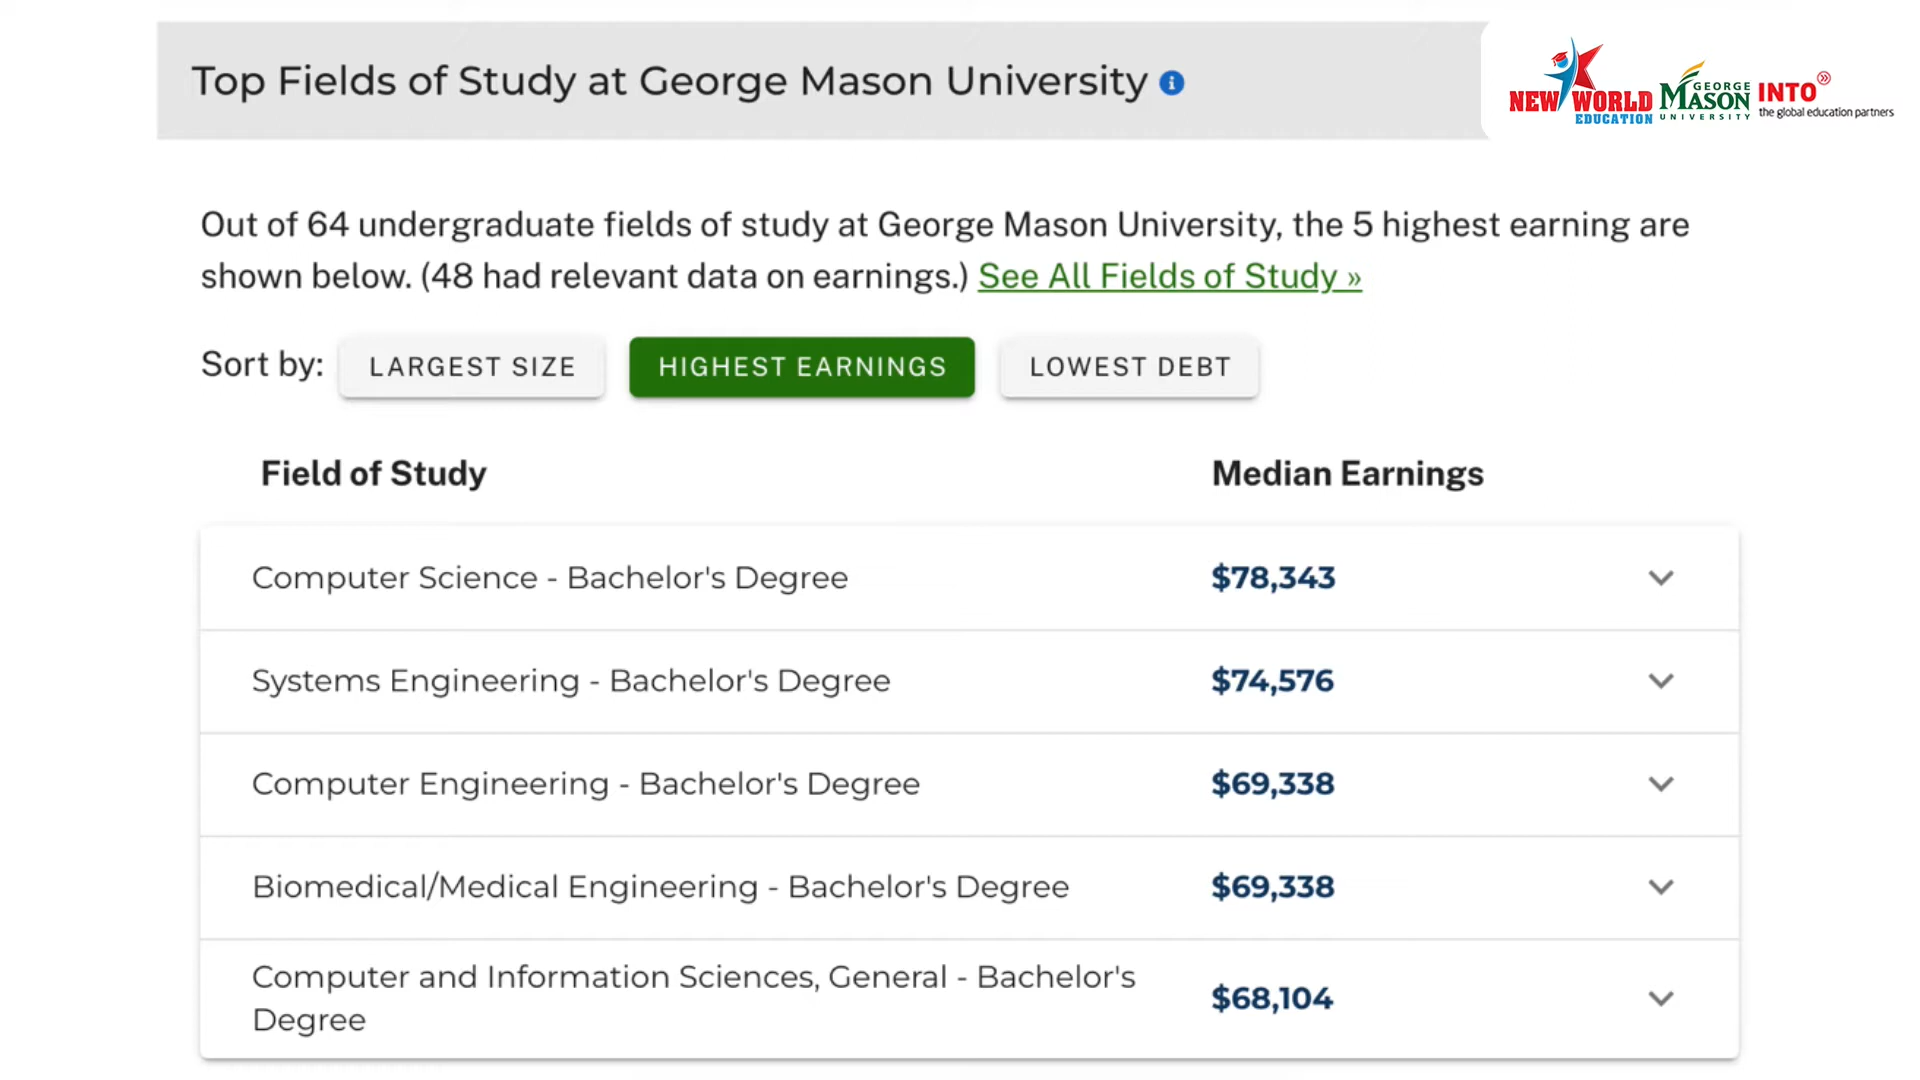 Top Fields of Study at George Mason University
NEW WORLD
EDUCATION
GEORGE
MASON
UNIVERSITY
INTO
the global education partners
Out of 64 undergraduate fields of study at George Mason University, the 5 highest earning are
shown below. (48 had relevant data on earnings.) See All Fields of Study »
Sort by: LARGEST SIZE HIGHEST EARNINGS LOWEST DEBT
Field of Study Median Earnings
Computer Science - Bachelor's Degree $78,343
Systems Engineering - Bachelor's Degree $74,576
Computer Engineering - Bachelor's Degree $69,338
Biomedical/Medical Engineering - Bachelor's Degree $69,338
Computer and Information Sciences, General - Bachelor's
Degree
$68,104